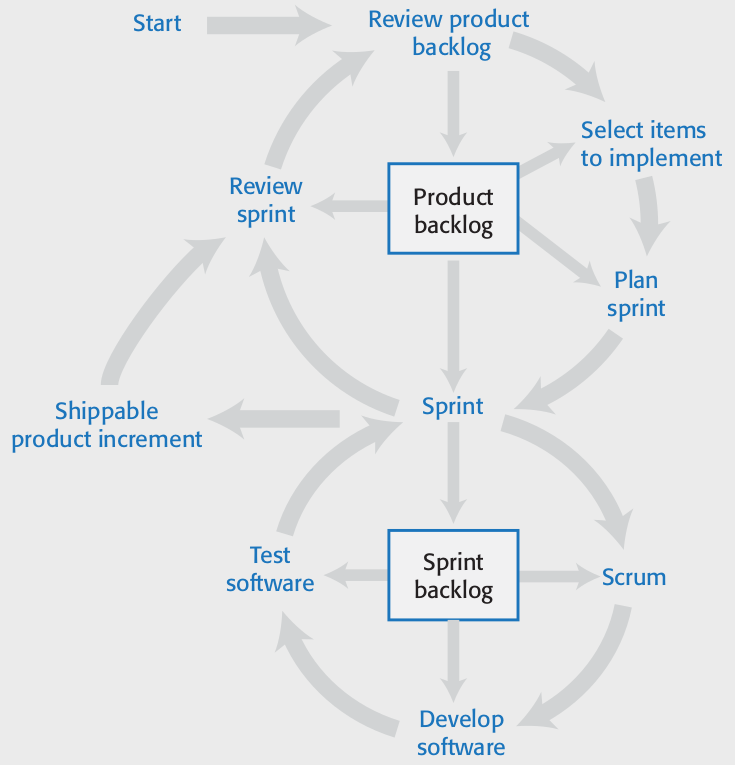 Start
Review product
backlog
Select items
to implement
Review
sprint
Product
backlog
Plan
sprint
Shippable
product increment
Sprint
Test
software
Sprint
backlog
Scrum
Develop
software